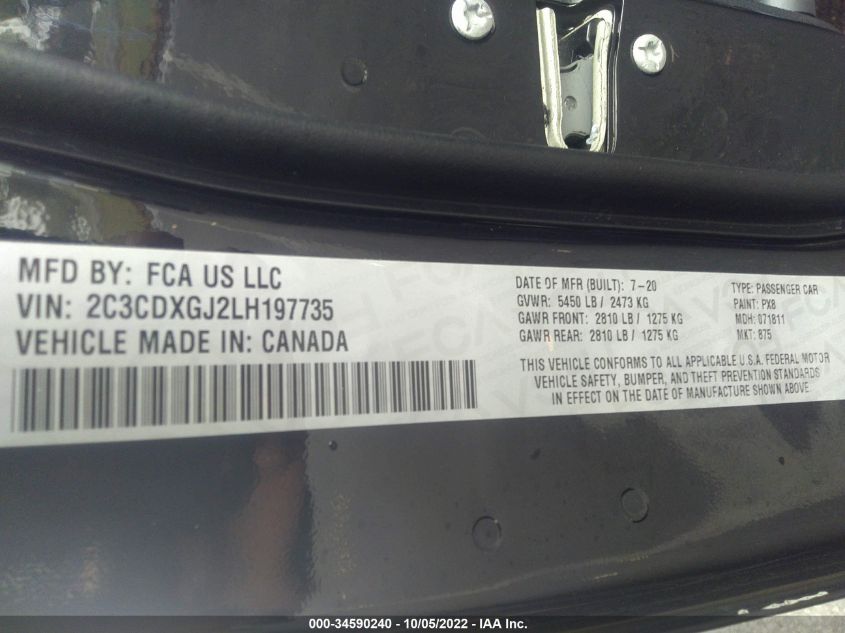 MFD BY: FCA US LLC
VIN: 2C3CDXGJ2LH197735
VEHICLE MADE IN: CANADA
DATE OF MFR (BUILT): 7-20
GVWR: 5450 LB / 2473 KG
GAWR FRONT: 2810 LB / 1275 KG
GAWR REAR: 2810 LB / 1275 KG
TYPE: PASSENGER CAR
PAINT: PX8
MDH: 071811
MKT: 875
THIS VEHICLE CONFORMS TO ALL APPLICABLE U.S.A. FEDERAL MOTOR
VEHICLE SAFETY, BUMPER, AND THEFT PREVENTION STANDARDS
IN EFFECT ON THE DATE OF MANUFACTURE SHOWN ABOVE
000-34590240 - 10/05/2022 - IAA Inc.